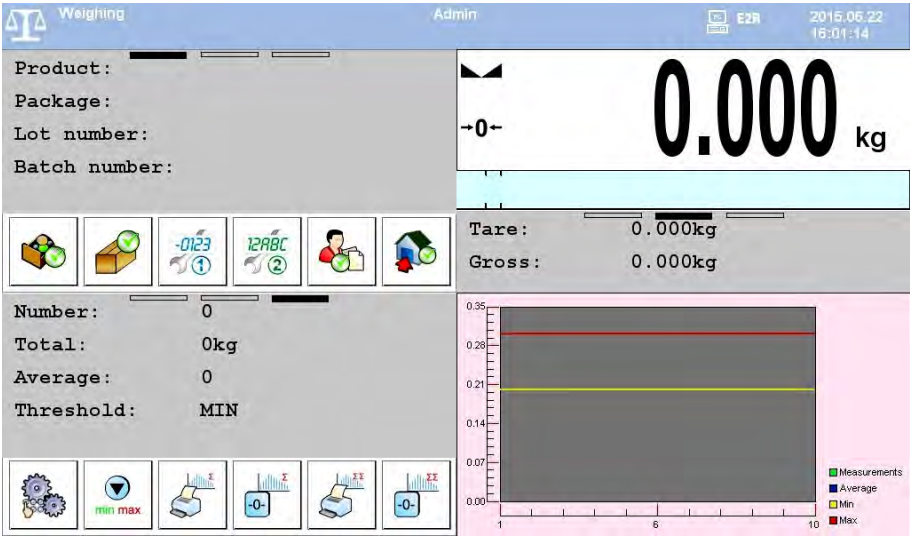 Weighing
Admin
E2R
2015.06.22
16:01:14
Product:
Package:
Lot number:
Batch number:
→0←
0.000 kg
-0123
1
12ABC
2
Tare: 0.000kg
Gross: 0.000kg
Number: 0
Total: 0kg
Average: 0
Threshold: MIN
min max
Σ
Σ
-0-
ΣΣ
ΣΣ
-0-
0.35
0.28
0.21
0.14
0.07
0.00
1 6 10
Measurements
Average
Min
Max